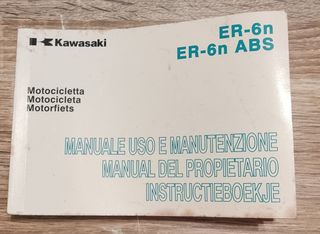 Kawasaki
ER-6n
ER-6n ABS
Motocicletta
Motocicleta
Motorfiets
MANUALE USO E MANUTENZIONE
MANUAL DEL PROPIETARIO
INSTRUCTIEBOEKJE